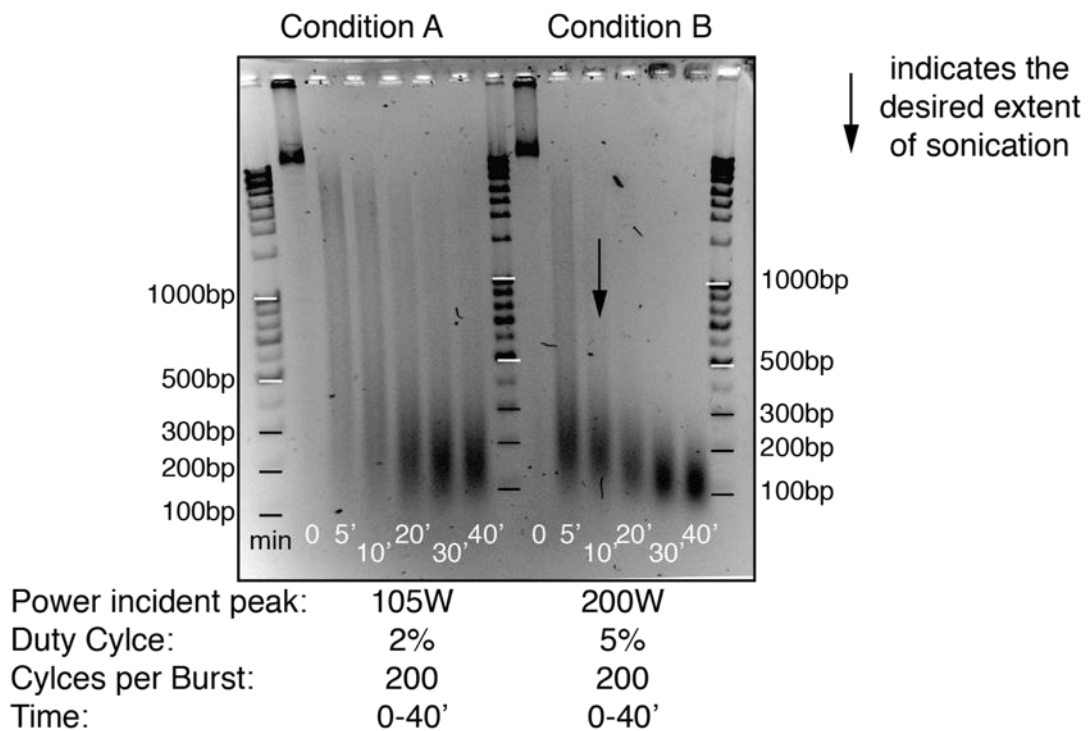 Condition A Condition B
indicates the
desired extent
of sonication
1000bp
500bp
300bp
200bp
100bp
1000bp
500bp
300bp
200bp
100bp
min 0 5’ 10’ 20’ 30’ 40’ 0 5’ 10’ 20’ 30’ 40’
Power incident peak: 105W 200W
Duty Cylce: 2% 5%
Cylces per Burst: 200 200
Time: 0-40’ 0-40’